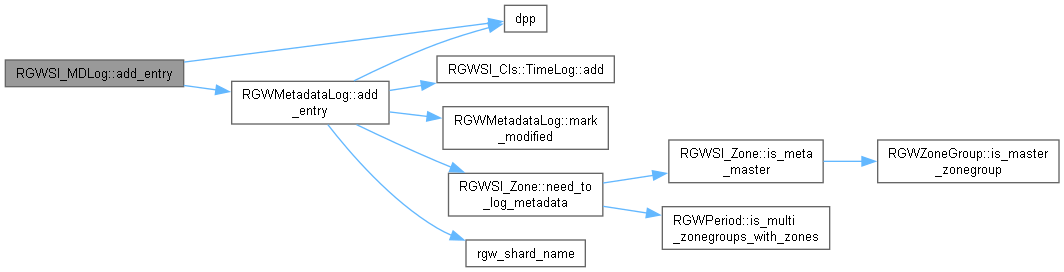 dpp
RGWSI_MDLog::add_entry
RGWSI_Cls::TimeLog::add
RGWMetadataLog::add
_entry
RGWMetadataLog::mark
_modified
RGWSI_Zone::is_meta
_master
RGWZoneGroup::is_master
_zonegroup
RGWSI_Zone::need_to
_log_metadata
RGWPeriod::is_multi
_zonegroups_with_zones
rgw_shard_name